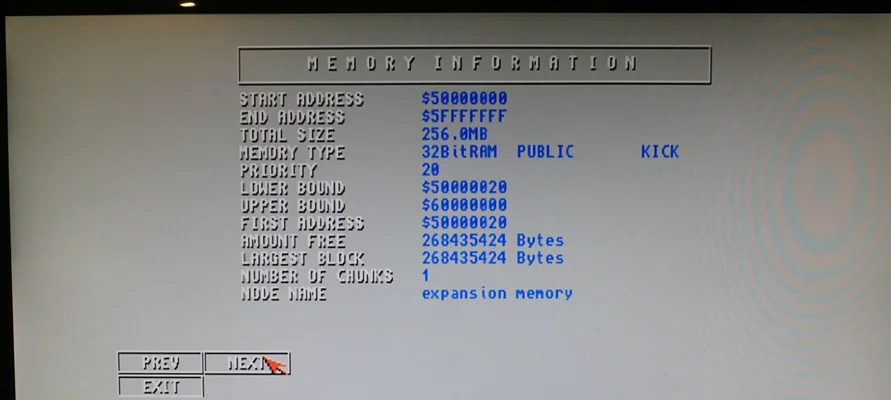 MEMORY INFORMATION
START ADDRESS $50000000
END ADDRESS $5FFFFFFF
TOTAL SIZE 256.0MB
MEMORY TYPE 32BitRAM PUBLIC KICK
PRIORITY 20
LOWER BOUND $50000020
UPPER BOUND $60000000
FIRST ADDRESS $50000020
AMOUNT FREE 268435424 Bytes
LARGEST BLOCK 268435424 Bytes
NUMBER OF CHUNKS 1
NODE NAME expansion memory
PREV NEXT
EXIT